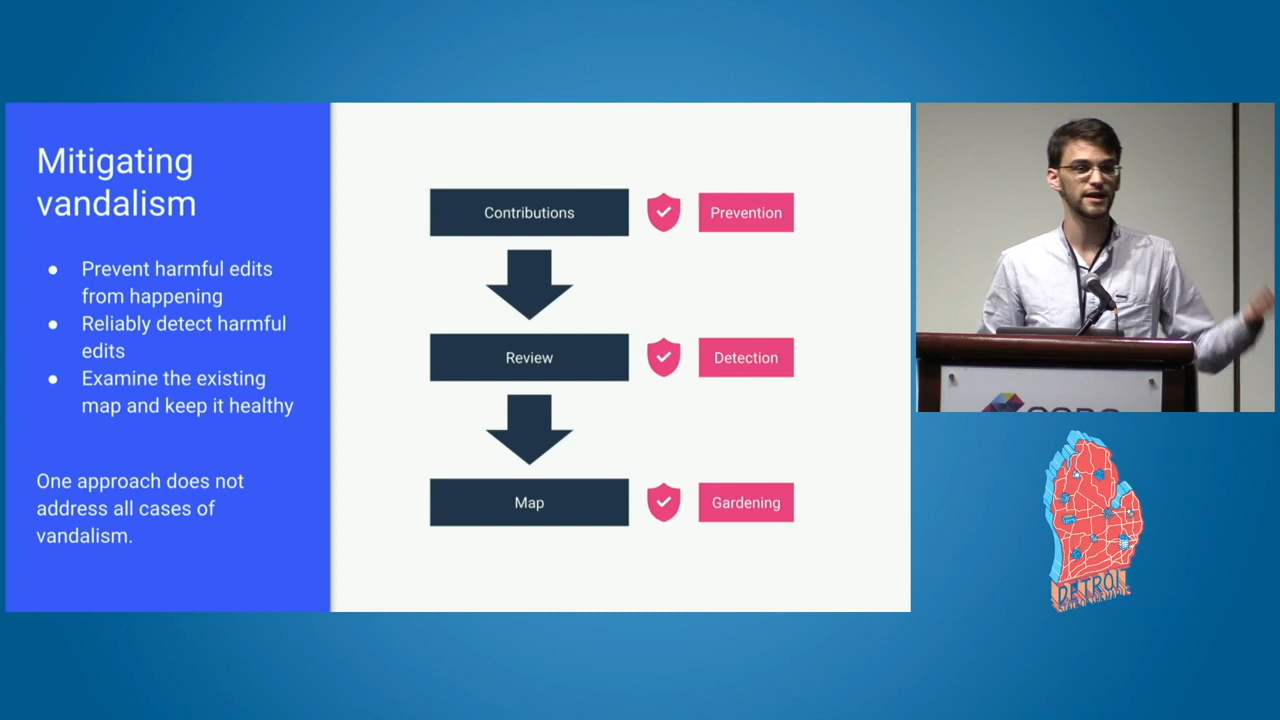 Mitigating
vandalism
● Prevent harmful edits
from happening
● Reliably detect harmful
edits
● Examine the existing
map and keep it healthy
One approach does not
address all cases of
vandalism.
Contributions
Prevention
Review
Detection
Map
Gardening
DETROIT